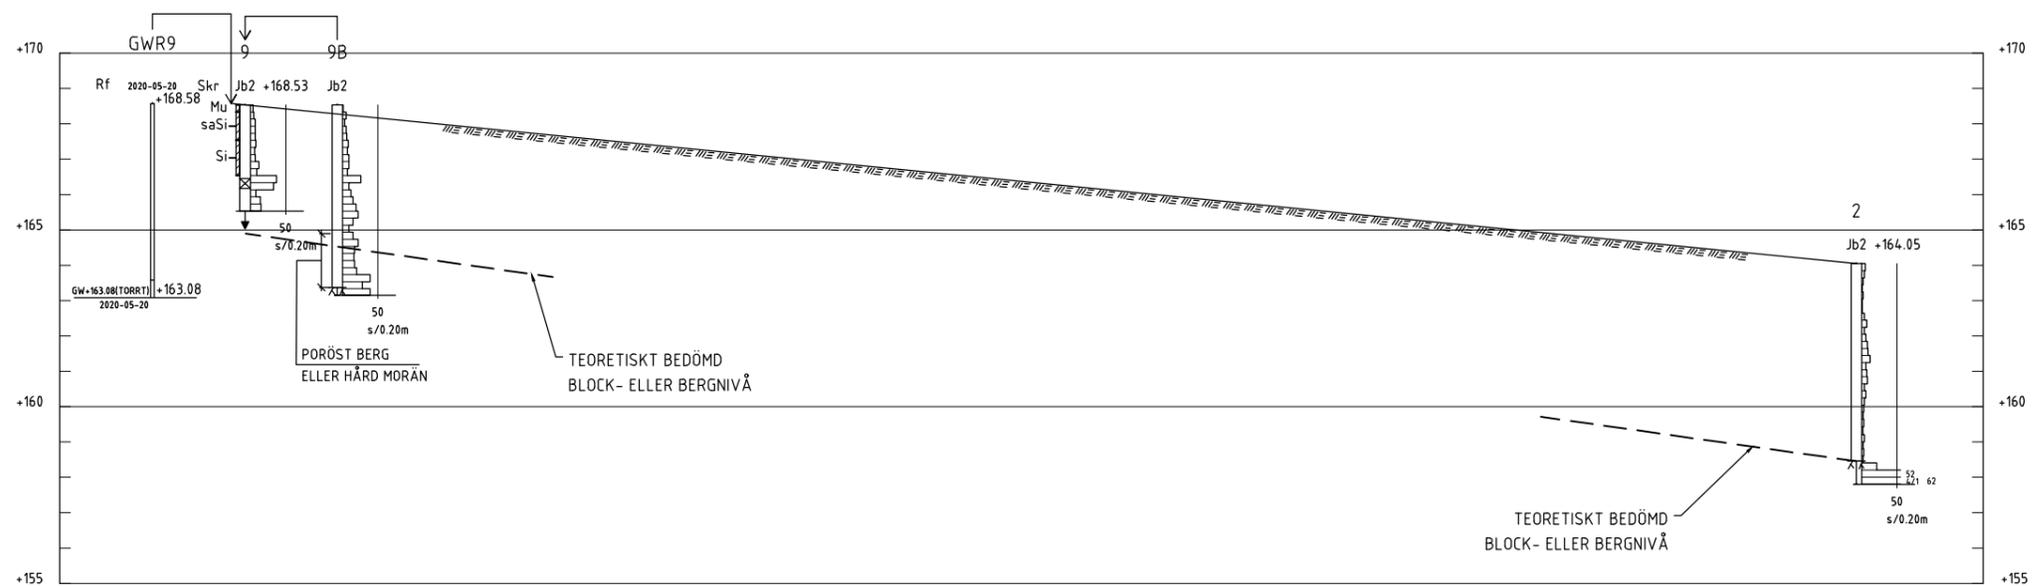 GWR9
9
9B
+170
+170
Rf
2020-05-20
Skr
Jb2
+168.53
Jb2
+168.58
Mu
saSi
Si
2
+165
+165
50
s/0.20m
Jb2
+164.05
GW+163.08(TORRT)
+163.08
2020-05-20
50
s/0.20m
PORÖST BERG
ELLER HÅRD MORÄN
TEORETISKT BEDÖMD
BLOCK- ELLER BERGNIVÅ
+160
+160
52
62
50
s/0.20m
TEORETISKT BEDÖMD
BLOCK- ELLER BERGNIVÅ
+155
+155